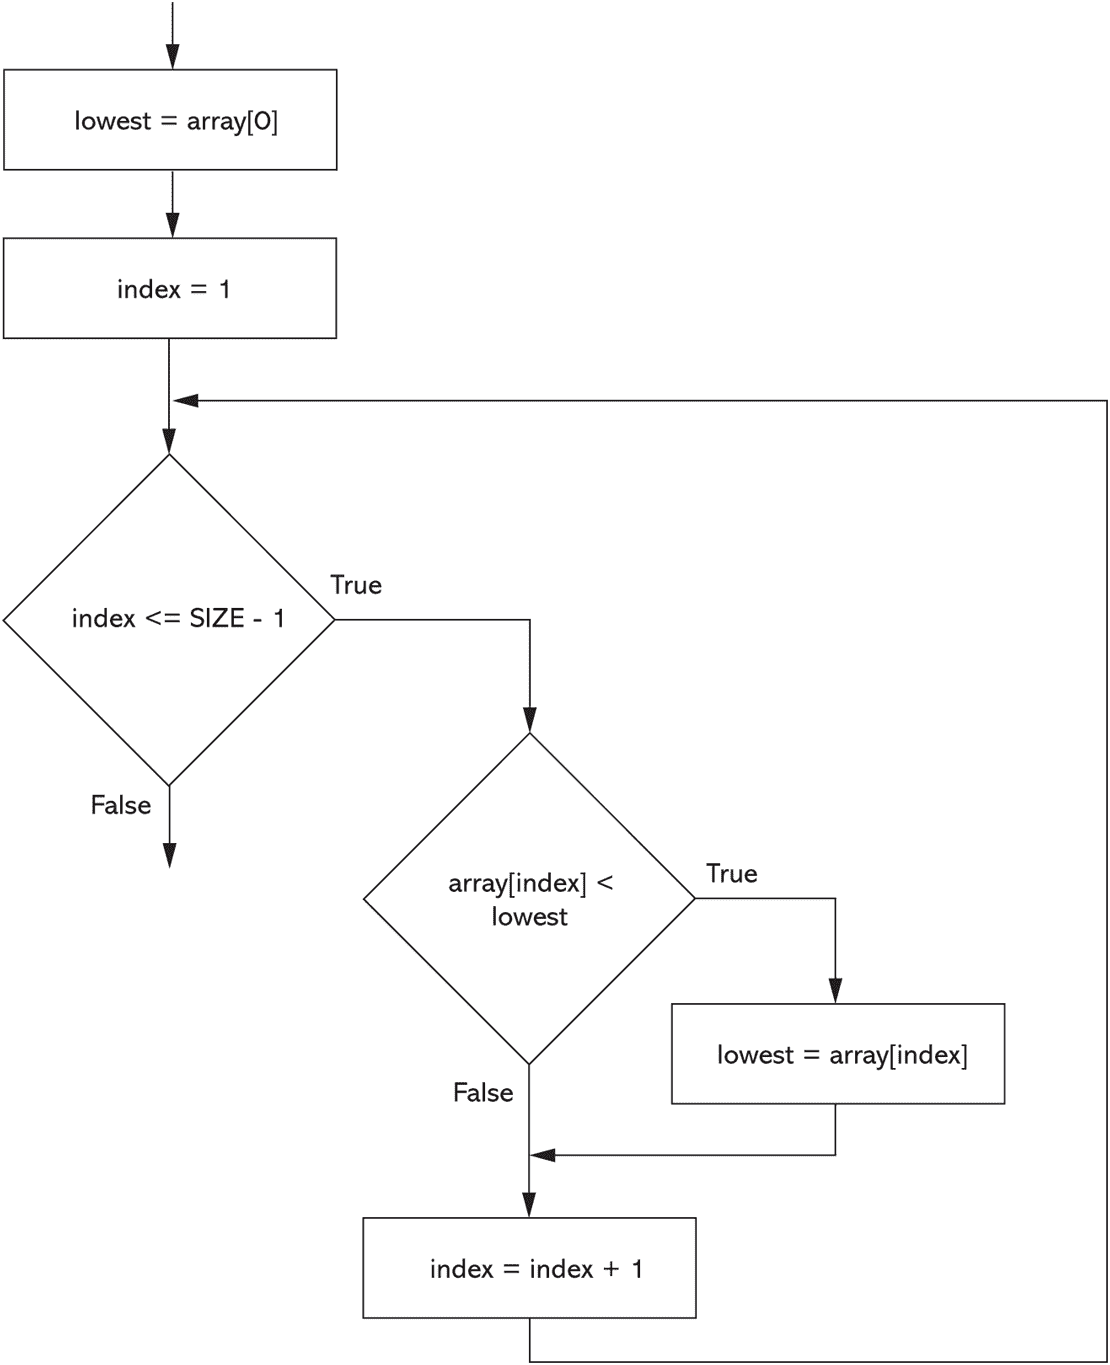 lowest = array[0]
index = 1
index <= SIZE - 1
True
False
array[index] <
lowest
True
False
lowest = array[index]
index = index + 1